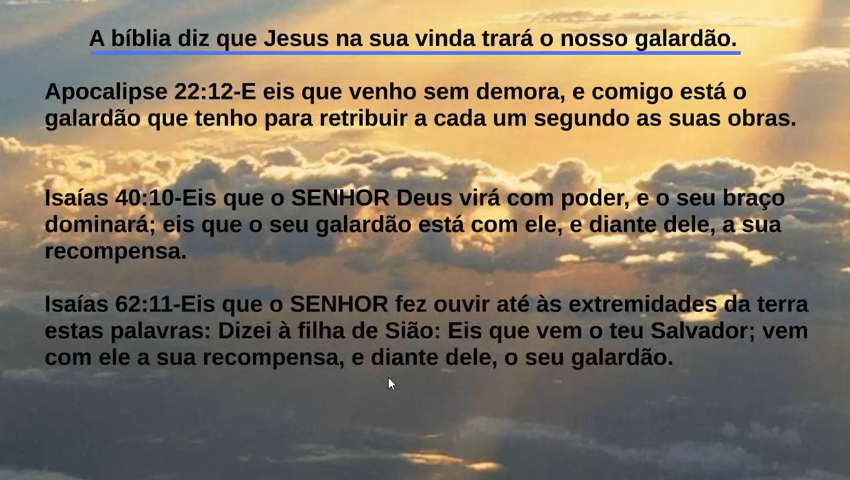 A bíblia diz que Jesus na sua vinda trará o nosso galardão.
Apocalipse 22:12-E eis que venho sem demora, e comigo está o
galardão que tenho para retribuir a cada um segundo as suas obras.
Isaías 40:10-Eis que o SENHOR Deus virá com poder, e o seu braço
dominará; eis que o seu galardão está com ele, e diante dele, a sua
recompensa.
Isaías 62:11-Eis que o SENHOR fez ouvir até às extremidades da terra
estas palavras: Dizei à filha de Sião: Eis que vem o teu Salvador; vem
com ele a sua recompensa, e diante dele, o seu galardão.